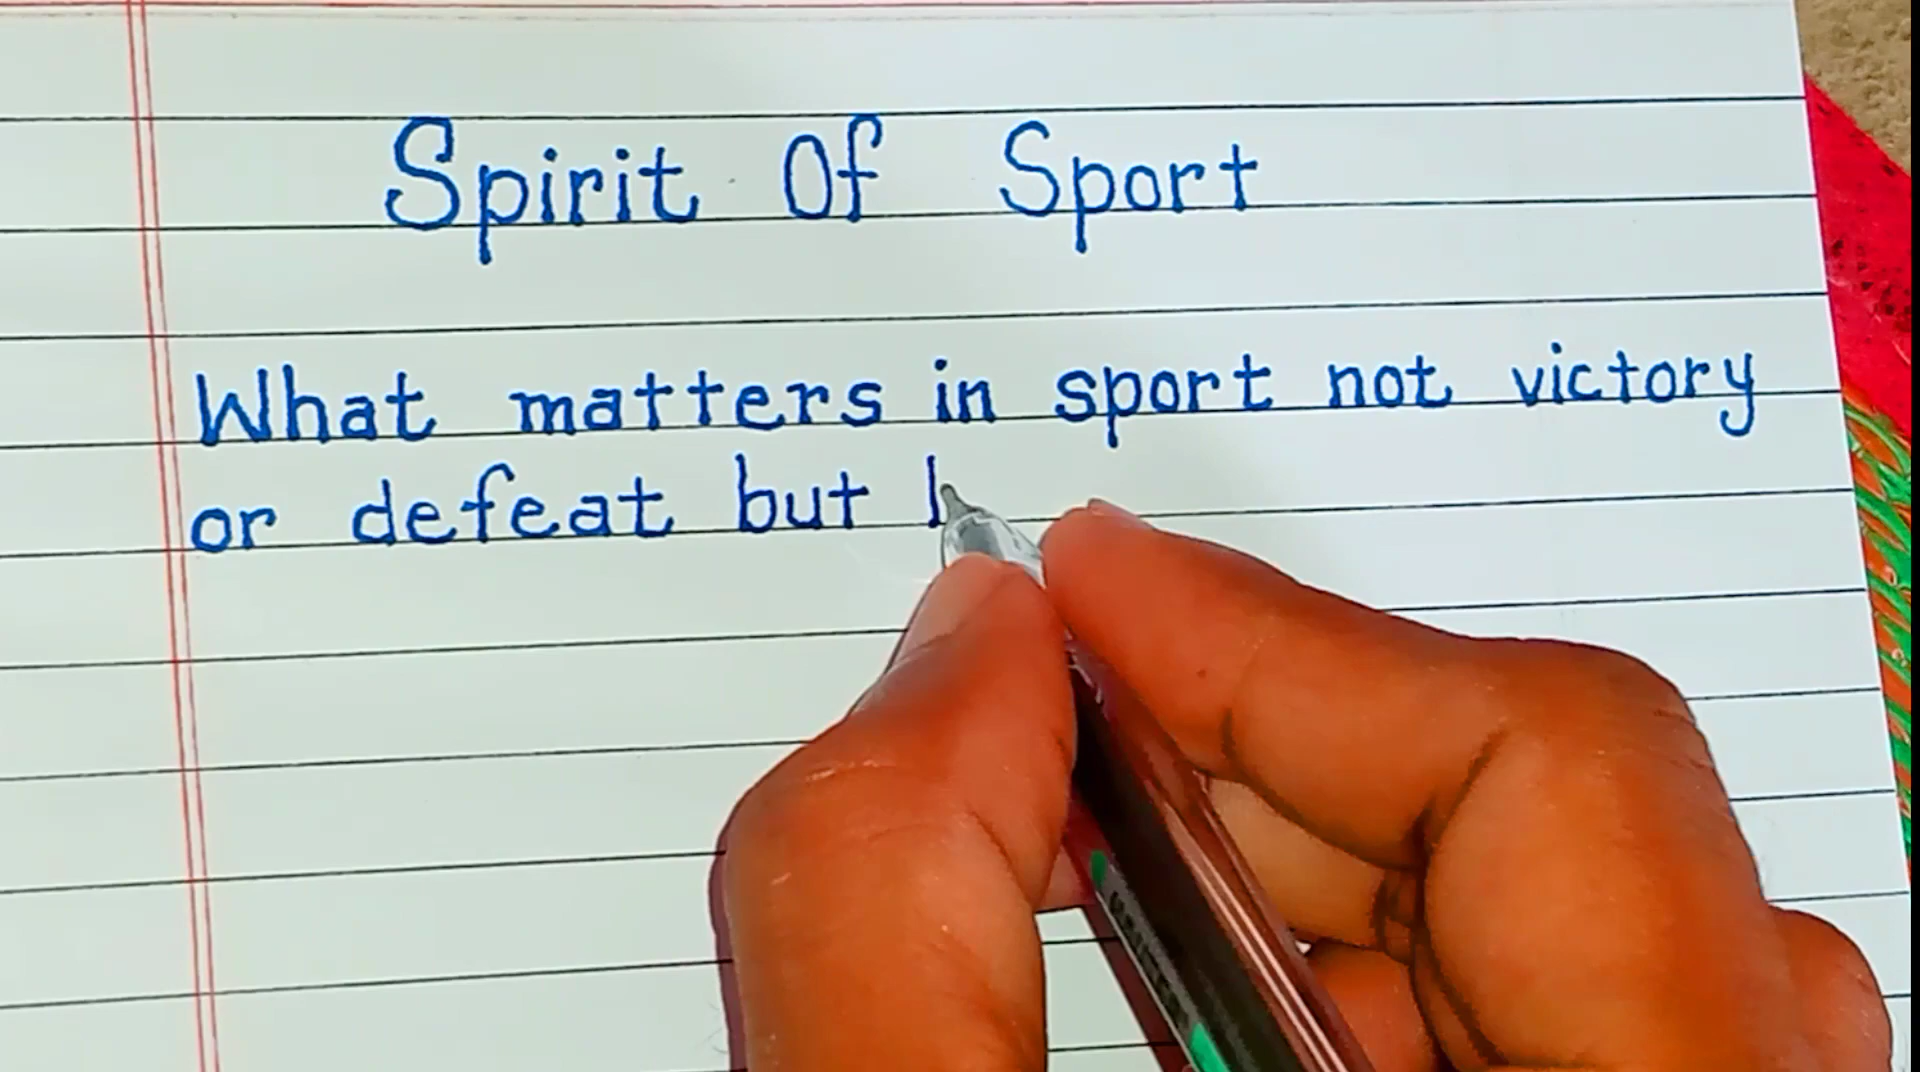 Spirit Of Sport
What matters in sport not victory
or defeat but